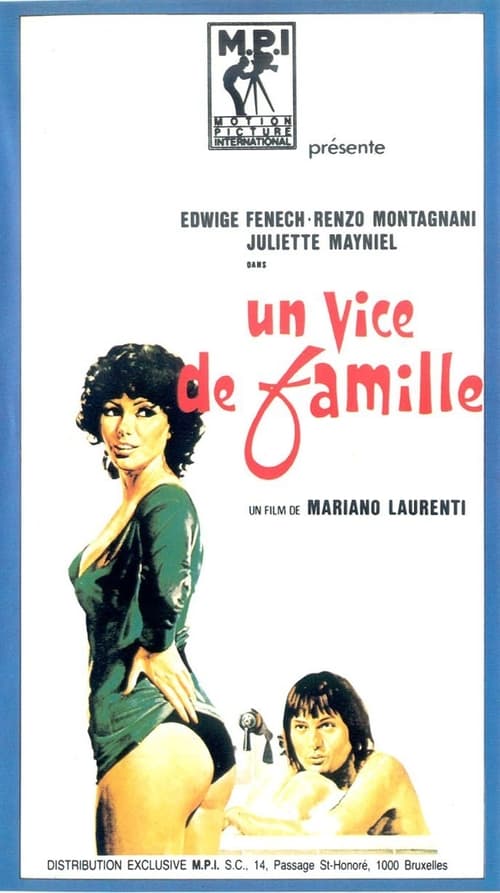 M.P.I
MOTION
PICTURE
INTERNATIONAL
présente
EDWIGE FENECH · RENZO MONTAGNANI
JULIETTE MAYNIEL
DANS
un vice
de famille
UN FILM DE MARIANO LAURENTI
DISTRIBUTION EXCLUSIVE M.P.I. S.C., 14, Passage St-Honoré, 1000 Bruxelles